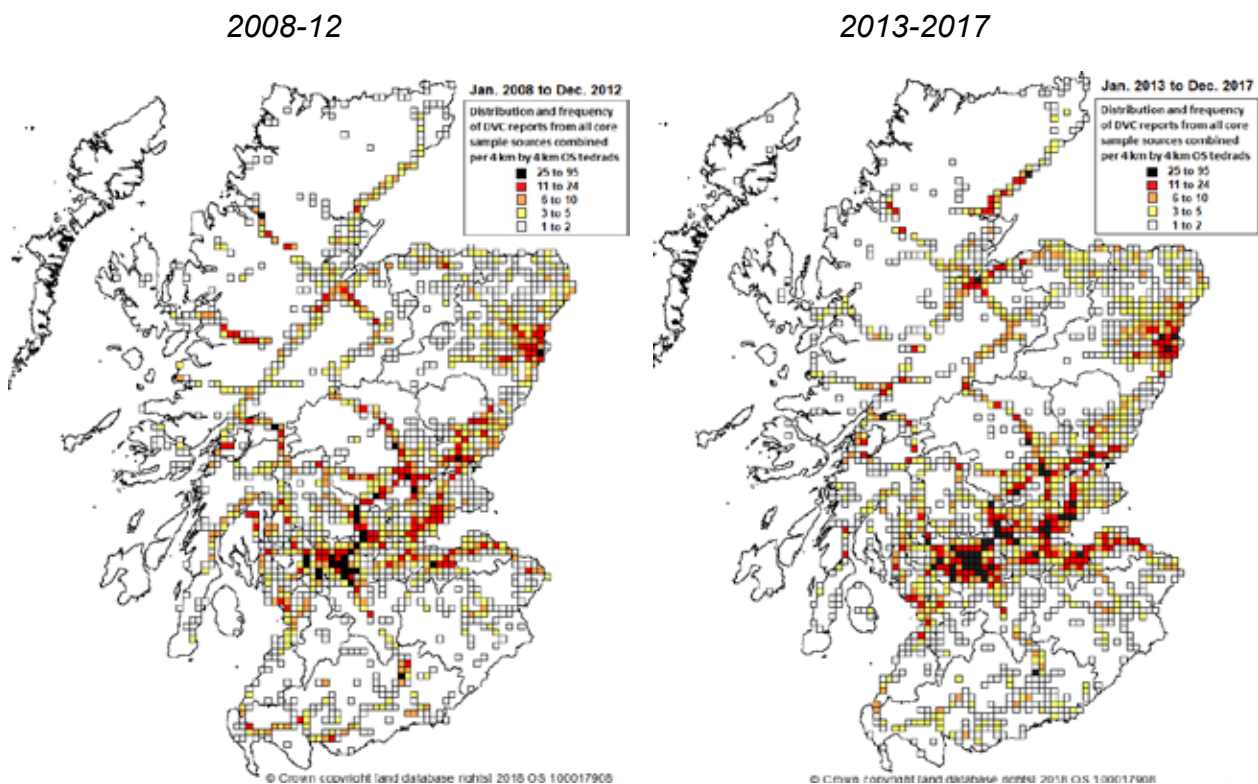 2008-12
2013-2017
Jan. 2008 to Dec. 2012
Distribution and frequency
of DVC reports from all core
sample sources combined
per 4 km by 4 km OS tedrads
25 to 95
11 to 24
6 to 10
3 to 5
1 to 2
© Crown copyright [and database rights] 2018 OS 100017908
Jan. 2013 to Dec. 2017
Distribution and frequency
of DVC reports from all core
sample sources combined
per 4 km by 4 km OS tedrads
25 to 95
11 to 24
6 to 10
3 to 5
1 to 2
© Crown copyright [and database rights] 2018 OS 100017908